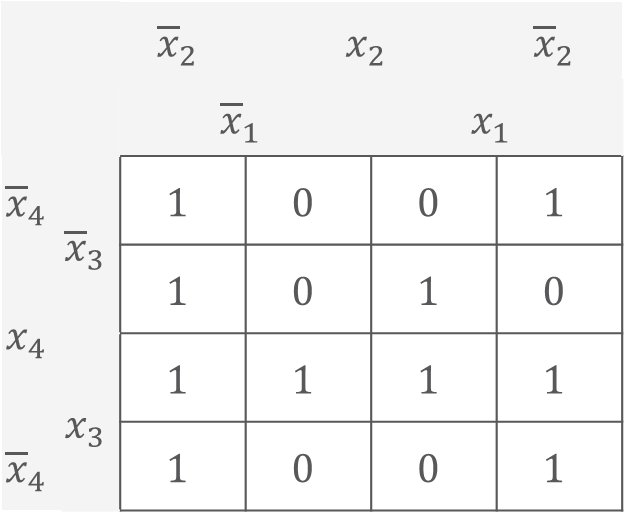 x̅₂ x₂ x̅₂
x̅₁ x₁
x̅₄ 1 0 0 1
x̅₃
1 0 1 0
x₄
1 1 1 1
x₃
x̅₄ 1 0 0 1